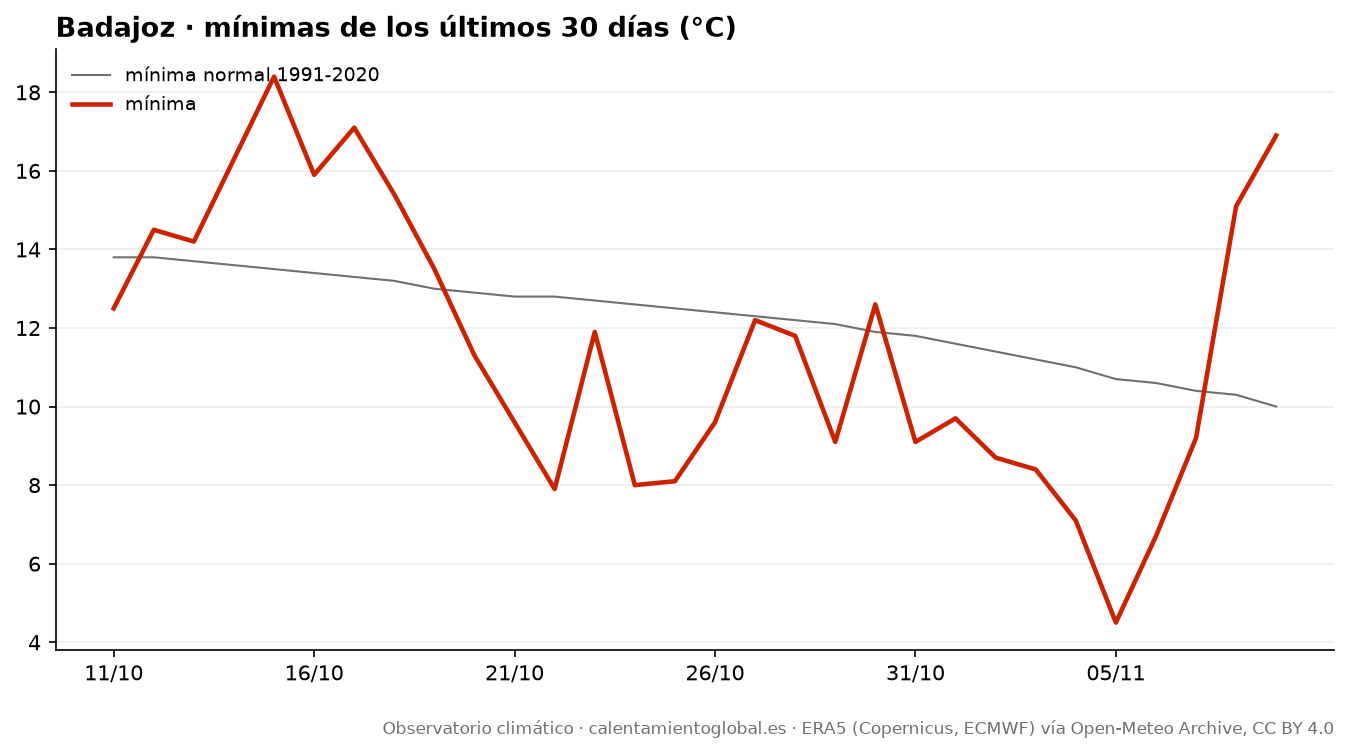 Badajoz · mínimas de los últimos 30 días (°C)
mínima normal 1991-2020
mínima
18
16
14
12
10
8
6
4
11/10 16/10 21/10 26/10 31/10 05/11
Observatorio climático · calentamientoglobal.es · ERA5 (Copernicus, ECMWF) vía Open-Meteo Archive, CC BY 4.0